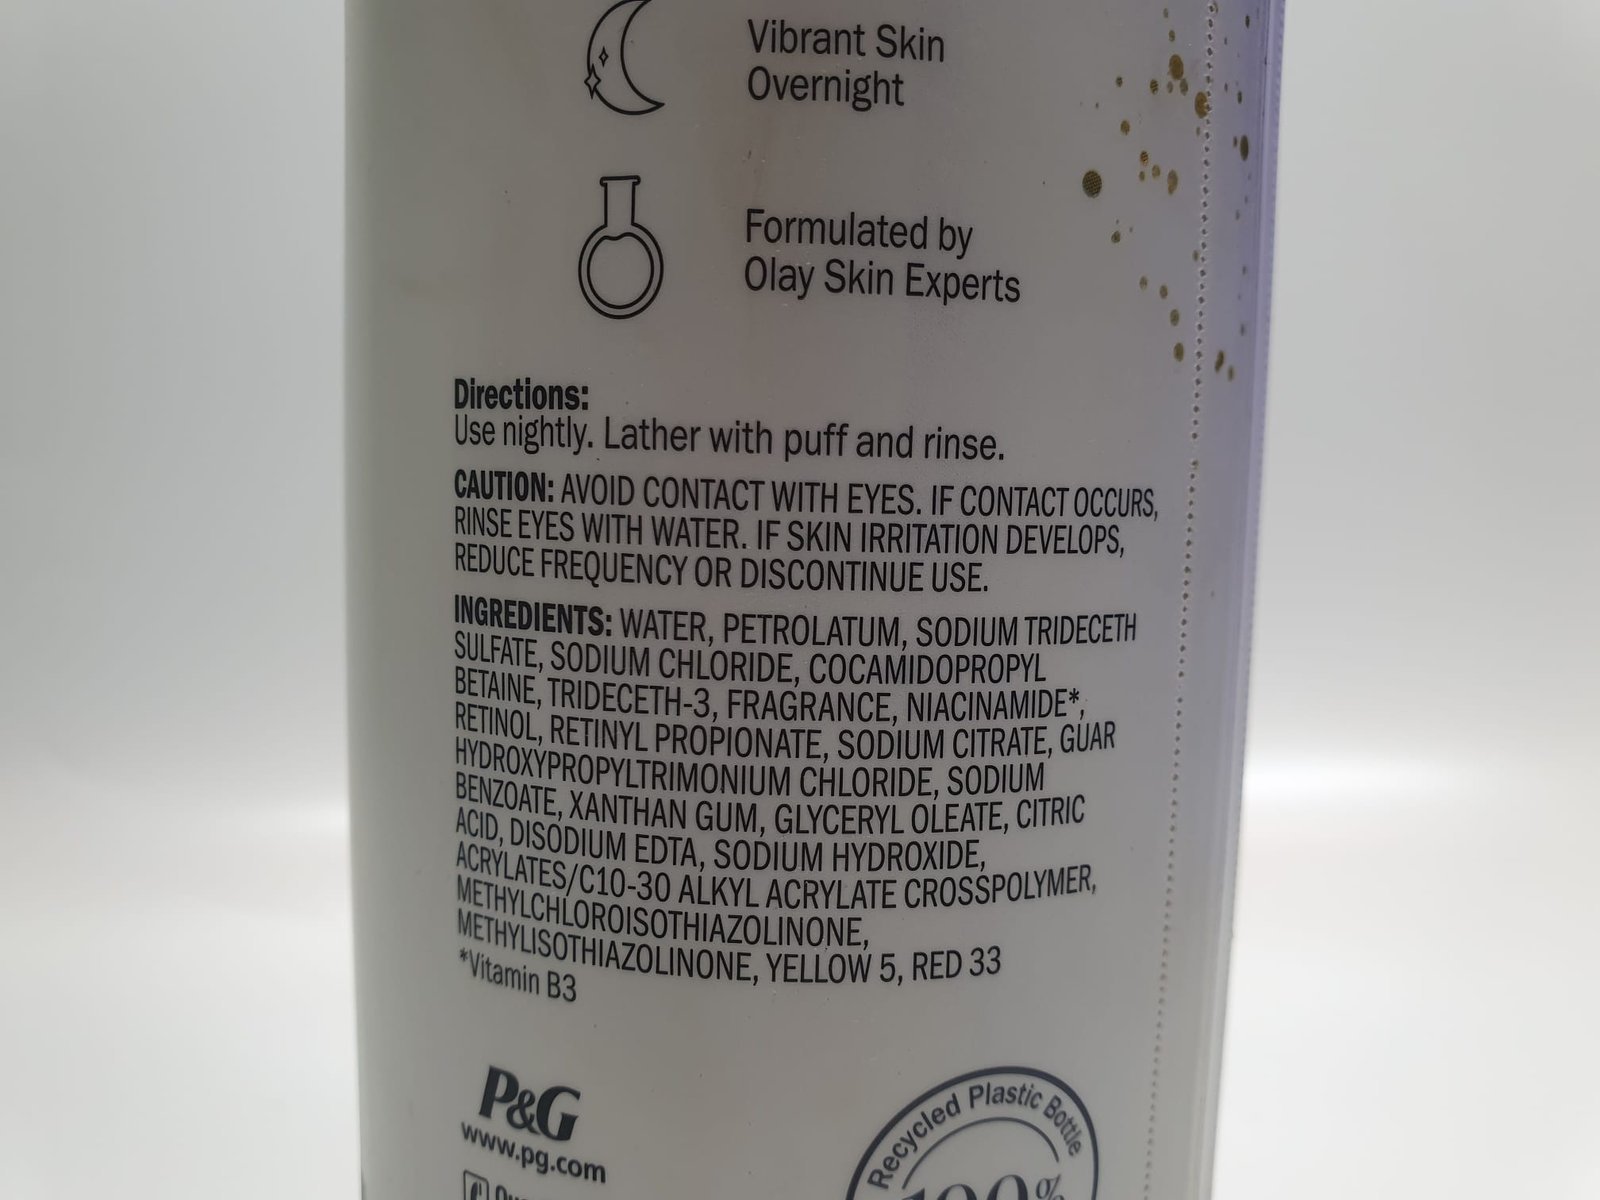 Vibrant Skin
Overnight
Formulated by
Olay Skin Experts
Directions:
Use nightly. Lather with puff and rinse.
CAUTION: AVOID CONTACT WITH EYES. IF CONTACT OCCURS,
RINSE EYES WITH WATER. IF SKIN IRRITATION DEVELOPS,
REDUCE FREQUENCY OR DISCONTINUE USE.
INGREDIENTS: WATER, PETROLATUM, SODIUM TRIDECETH
SULFATE, SODIUM CHLORIDE, COCAMIDOPROPYL
BETAINE, TRIDECETH-3, FRAGRANCE, NIACINAMIDE*,
RETINOL, RETINYL PROPIONATE, SODIUM CITRATE, GUAR
HYDROXYPROPYLTRIMONIUM CHLORIDE, SODIUM
BENZOATE, XANTHAN GUM, GLYCERYL OLEATE, CITRIC
ACID, DISODIUM EDTA, SODIUM HYDROXIDE,
ACRYLATES/C10-30 ALKYL ACRYLATE CROSSPOLYMER,
METHYLCHLOROISOTHIAZOLINONE,
METHYLISOTHIAZOLINONE, YELLOW 5, RED 33
*Vitamin B3
P&G
www.pg.com
Recycled Plastic Bottle
100%